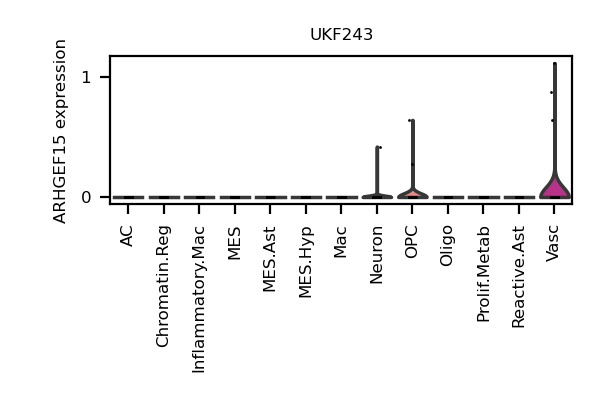 UKF243
ARHGEF15 expression
1
0
AC
Chromatin.Reg
Inflammatory.Mac
MES
MES.Ast
MES.Hyp
Mac
Neuron
OPC
Oligo
Prolif.Metab
Reactive.Ast
Vasc